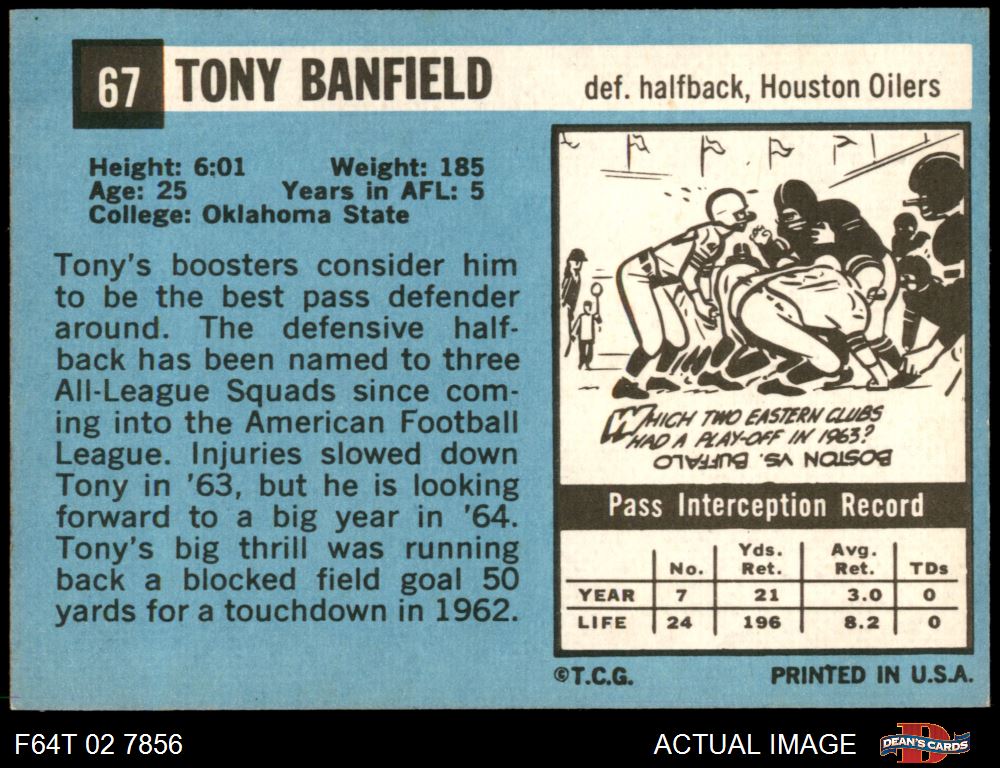 67 TONY BANFIELD def. halfback, Houston Oilers
Height: 6:01 Weight: 185
Age: 25 Years in AFL: 5
College: Oklahoma State
Tony's boosters consider him
to be the best pass defender
around. The defensive half-
back has been named to three
All-League Squads since com-
ing into the American Football
League. Injuries slowed down
Tony in '63, but he is looking
forward to a big year in '64.
Tony's big thrill was running
back a blocked field goal 50
yards for a touchdown in 1962.
WHICH TWO EASTERN CLUBS
HAD A PLAY-OFF IN 1963?
BOSTON VS. BUFFALO
Pass Interception Record
No. Yds. Ret. Avg. Ret. TDs
YEAR 7 21 3.0 0
LIFE 24 196 8.2 0
©T.C.G. PRINTED IN U.S.A.
F64T 02 7856 ACTUAL IMAGE DEAN'S CARDS